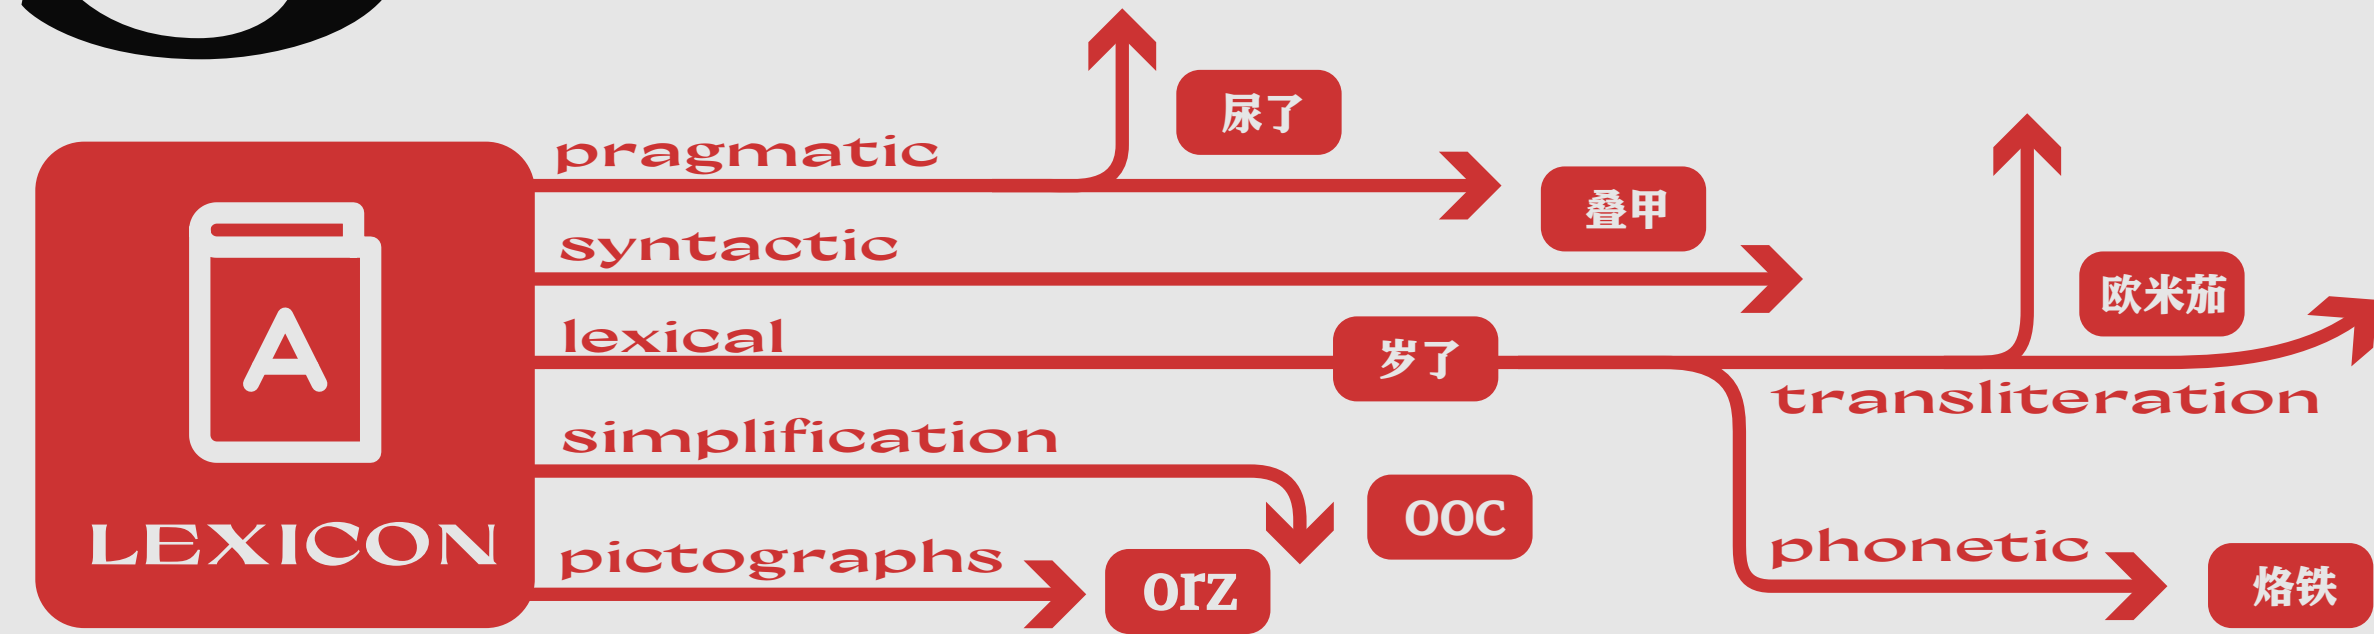 尿了
pragmatic
叠甲
syntactic
欧米茄
lexical
岁了
transliteration
simplification
OOC
LEXICON
A
phonetic
pictographs
orz
烙铁